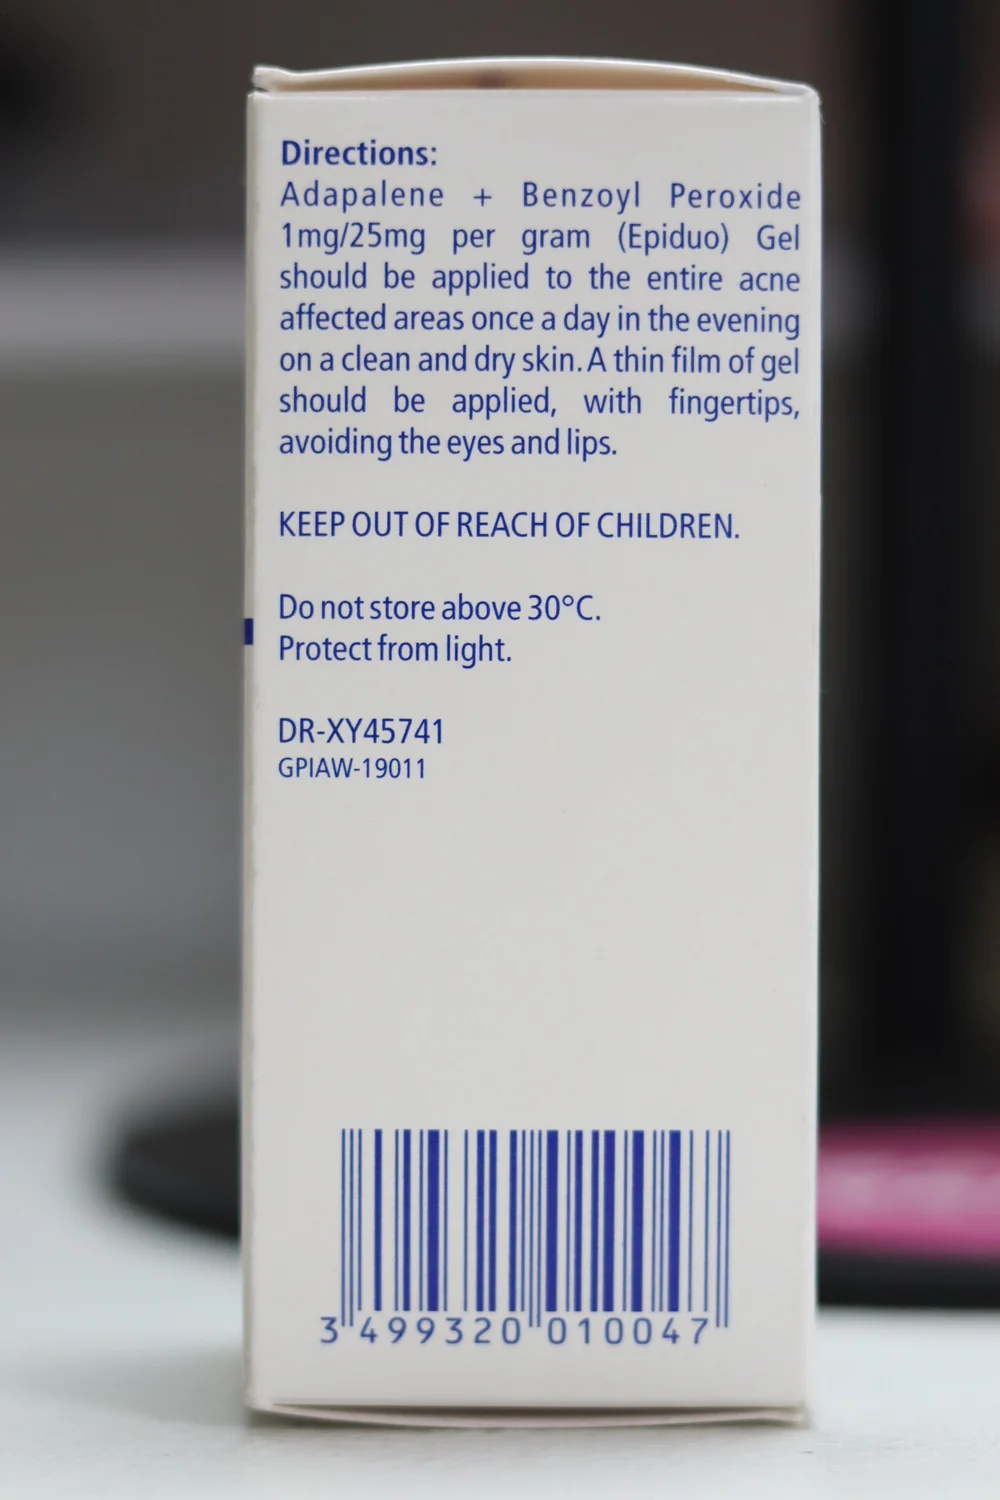 Directions:
Adapalene + Benzoyl Peroxide
1mg/25mg per gram (Epiduo) Gel
should be applied to the entire acne
affected areas once a day in the evening
on a clean and dry skin. A thin film of gel
should be applied, with fingertips,
avoiding the eyes and lips.
KEEP OUT OF REACH OF CHILDREN.
Do not store above 30°C.
Protect from light.
DR-XY45741
GPIAW-19011
3 499320 010047